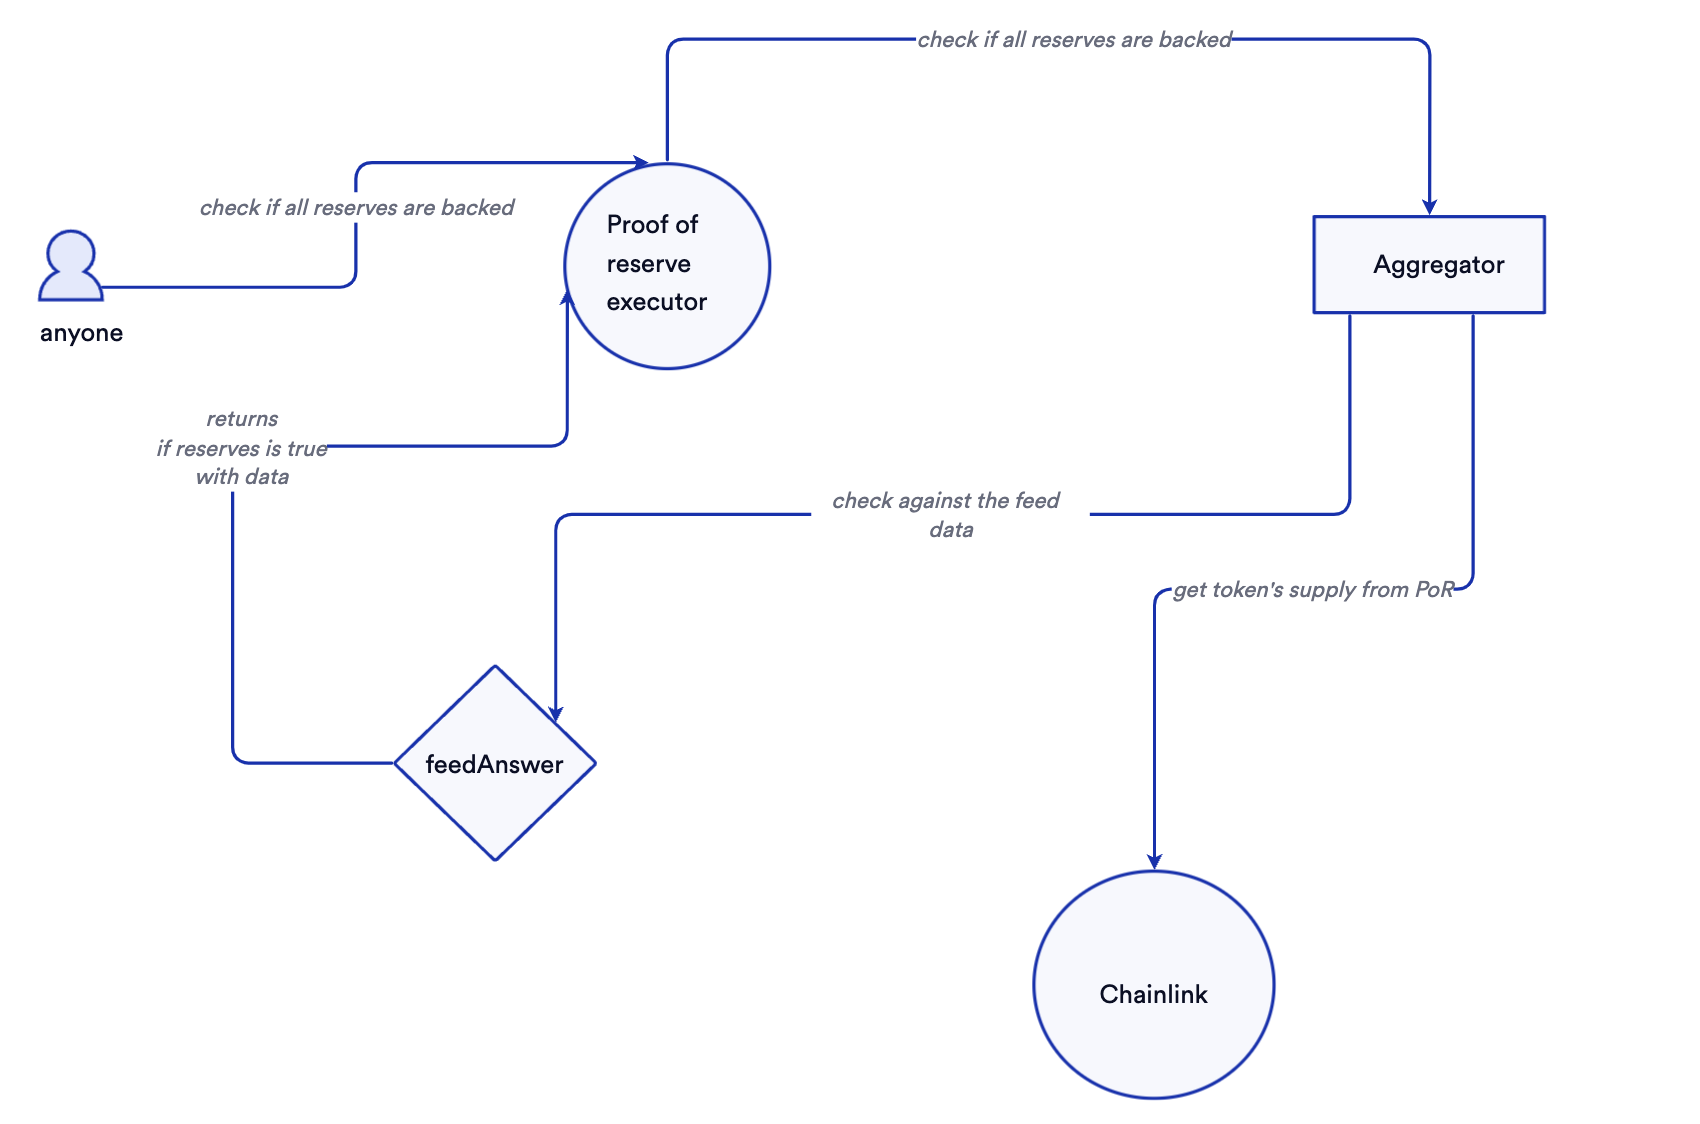 check if all reserves are backed
check if all reserves are backed
Proof of
reserve
executor
Aggregator
anyone
returns
if reserves is true
with data
check against the feed
data
get token's supply from PoR
feedAnswer
Chainlink